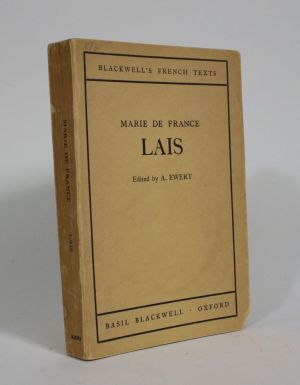 BLACKWELL'S FRENCH TEXTS
MARIE DE FRANCE
LAIS
Edited by A. EWERT
BASIL BLACKWELL · OXFORD
MARIE DE FRANCE
LAIS